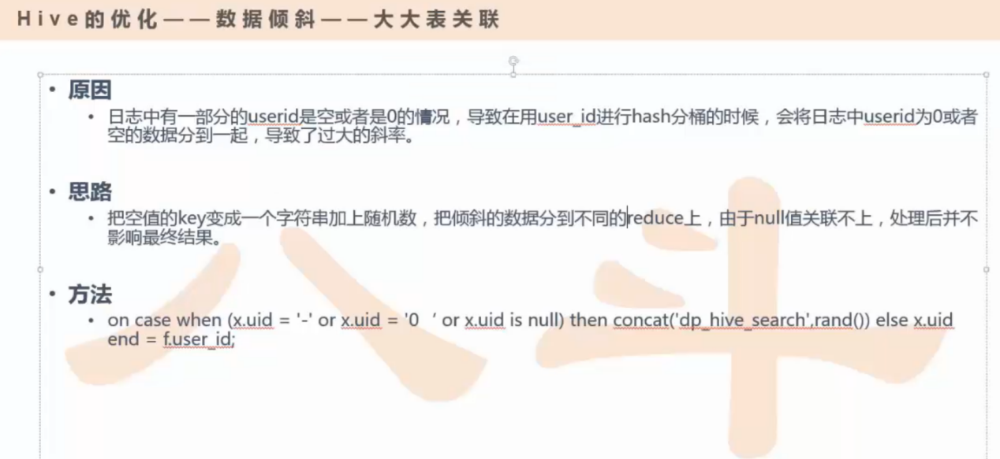 Hive的优化——数据倾斜——大大表关联
• 原因
• 日志中有一部分的userid是空或者是0的情况，导致在用user_id进行hash分桶的时候，会将日志中userid为0或者
空的数据分到一起，导致了过大的斜率。
• 思路
• 把空值的key变成一个字符串加上随机数，把倾斜的数据分到不同的reduce上，由于null值关联不上，处理后并不
影响最终结果。
• 方法
• on case when (x.uid = '-' or x.uid = '0 ’ or x.uid is null) then concat('dp_hive_search',rand()) else x.uid
end = f.user_id;
八斗